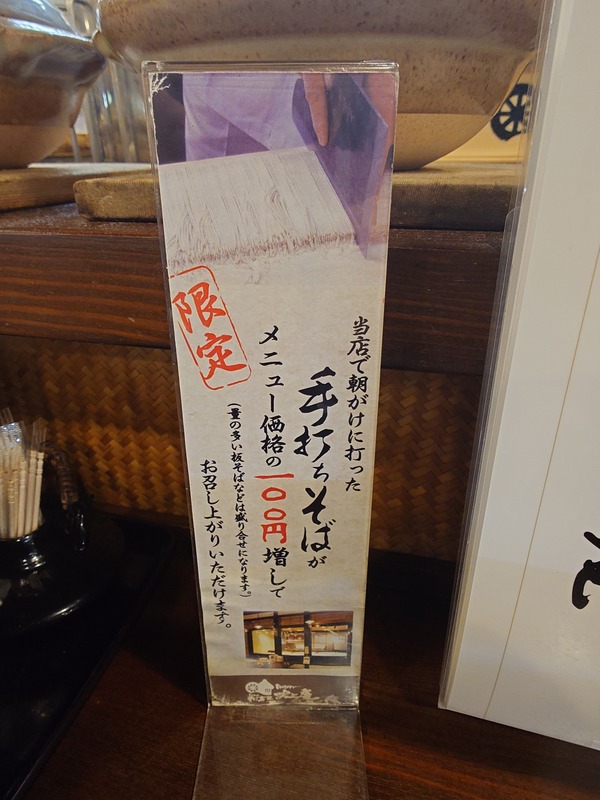 限定
当店で朝がけに打った
手打ちそばが
メニュー価格の一〇〇円増して
(量の多い板そばなどは盛り合せになります。)
お召し上がりいただけます。